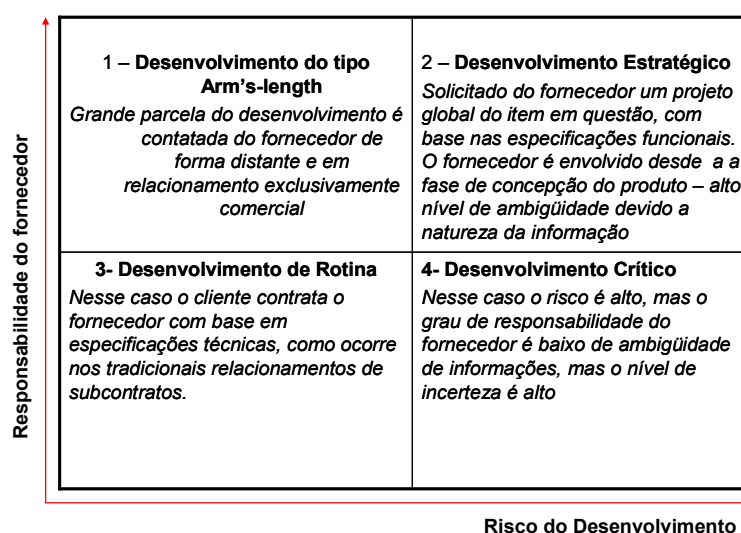 Responsabilidade do fornecedor
1 – Desenvolvimento do tipo
Arm's-length
Grande parcela do desenvolvimento é
contatada do fornecedor de
forma distante e em
relacionamento exclusivamente
comercial
2 – Desenvolvimento Estratégico
Solicitado do fornecedor um projeto
global do item em questão, com
base nas especificações funcionais.
O fornecedor é envolvido desde a a
fase de concepção do produto – alto
nível de ambigüidade devido a
natureza da informação
3- Desenvolvimento de Rotina
Nesse caso o cliente contrata o
fornecedor com base em
especificações técnicas, como ocorre
nos tradicionais relacionamentos de
subcontratos.
4- Desenvolvimento Crítico
Nesse caso o risco é alto, mas o
grau de responsabilidade do
fornecedor é baixo de ambigüidade
de informações, mas o nível de
incerteza é alto
Risco do Desenvolvimento